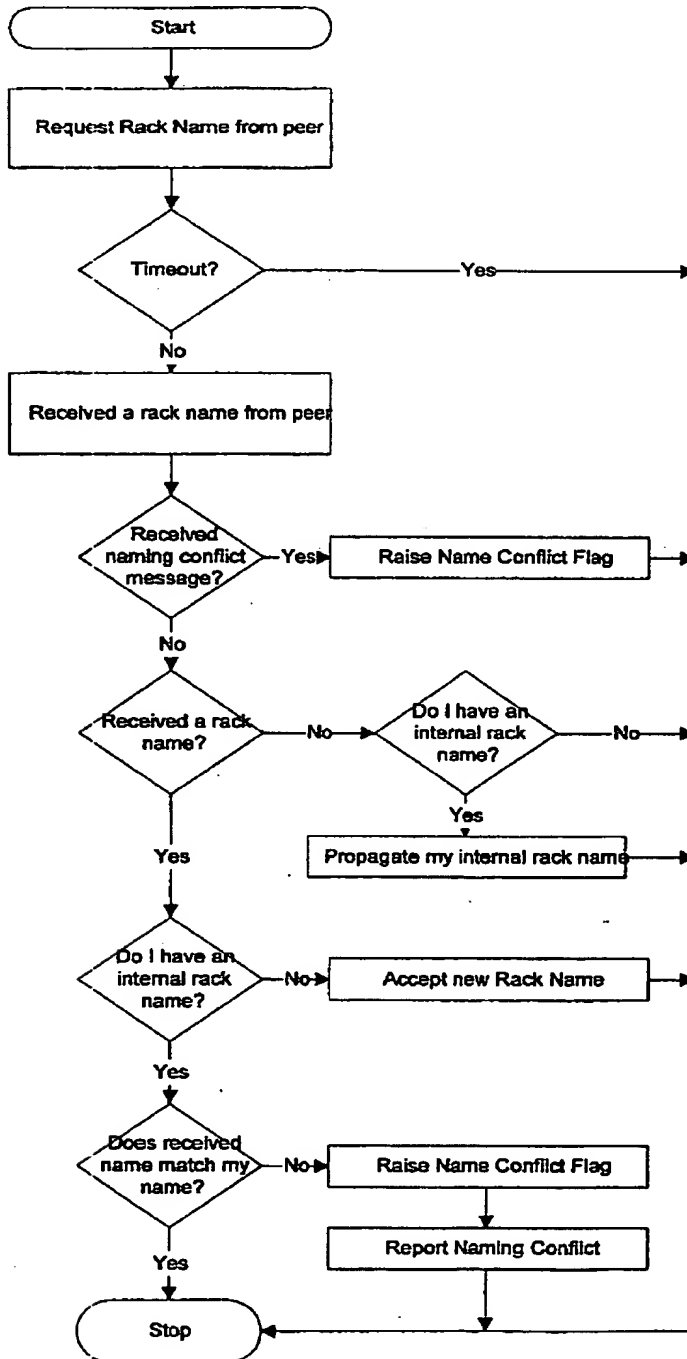 Start
Request Rack Name from peer
Timeout?
Yes
No
Received a rack name from peer
Received
naming conflict
message?
Yes
Raise Name Conflict Flag
No
Received a rack
name?
No
Do I have an
internal rack
name?
No
Yes
Yes
Propagate my internal rack name
Do I have an
internal rack
name?
No
Accept new Rack Name
Yes
Does received
name match my
name?
No
Raise Name Conflict Flag
Report Naming Conflict
Yes
Stop